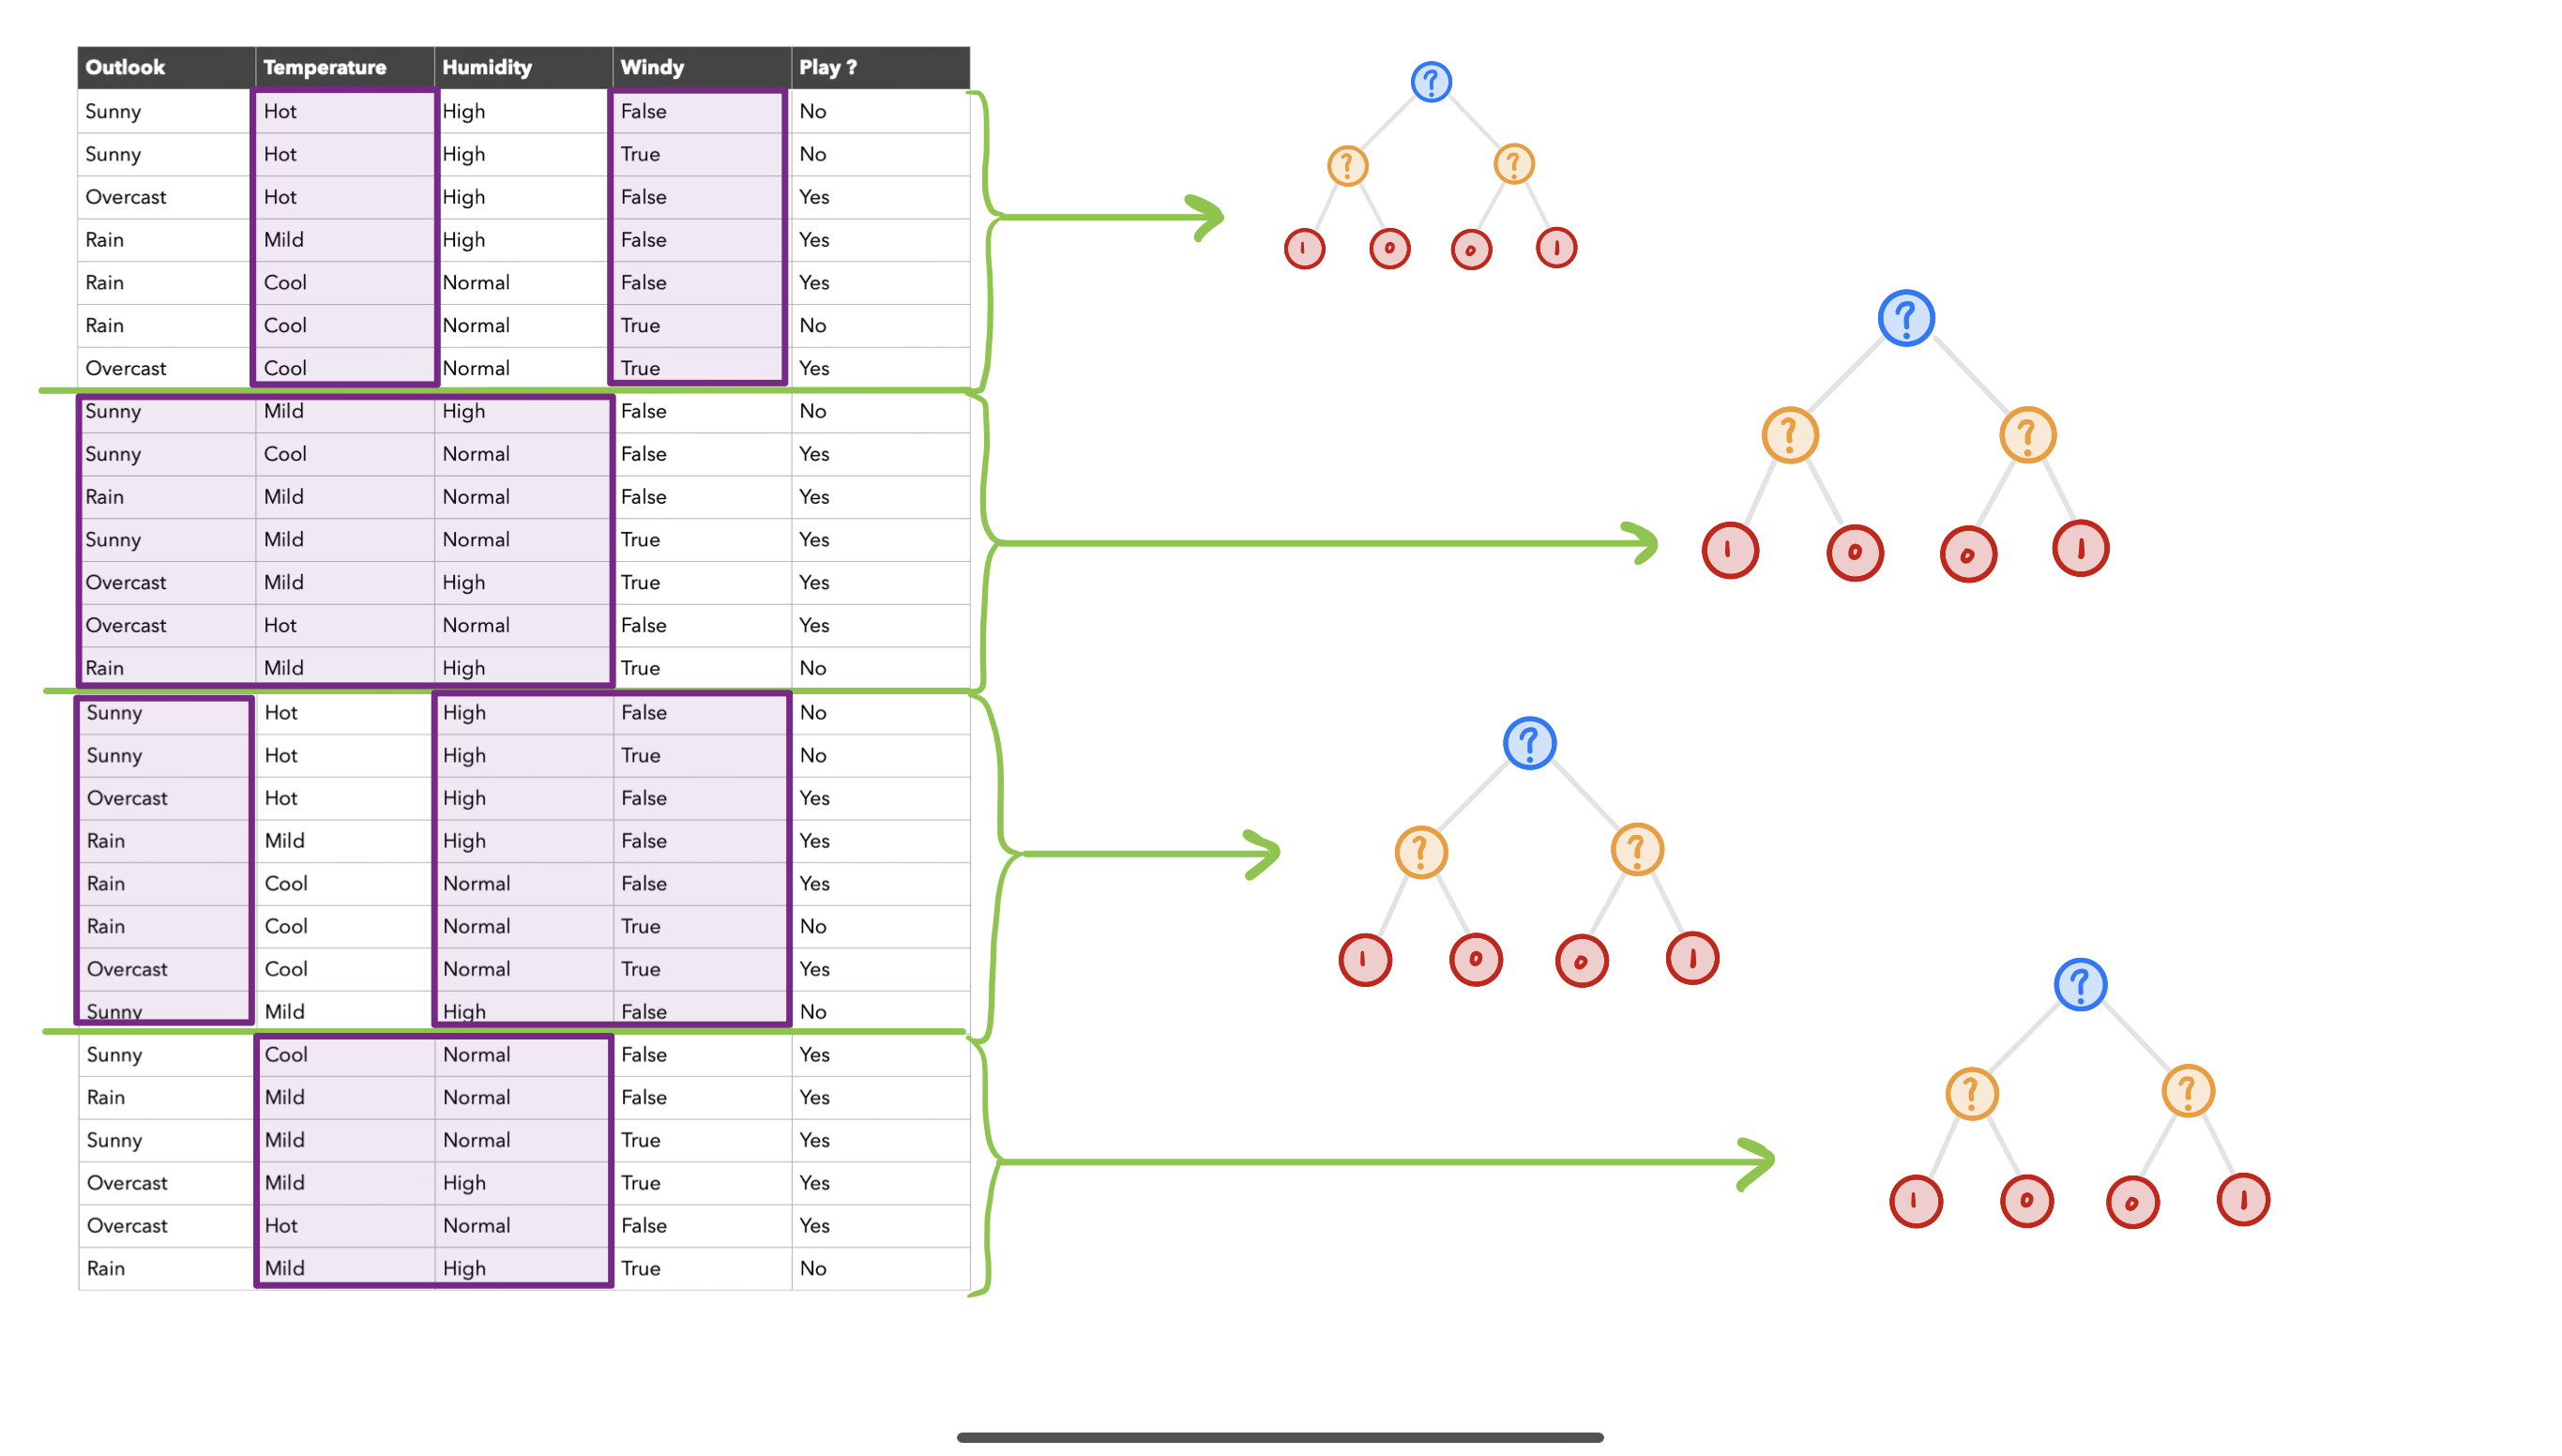 Outlook Temperature Humidity Windy Play ?
Sunny Hot High False No
Sunny Hot High True No
Overcast Hot High False Yes
Rain Mild High False Yes
Rain Cool Normal False Yes
Rain Cool Normal True No
Overcast Cool Normal True Yes
Sunny Mild High False No
Sunny Cool Normal False Yes
Rain Mild Normal False Yes
Sunny Mild Normal True Yes
Overcast Mild High True Yes
Overcast Hot Normal False Yes
Rain Mild High True No
Sunny Hot High False No
Sunny Hot High True No
Overcast Hot High False Yes
Rain Mild High False Yes
Rain Cool Normal False Yes
Rain Cool Normal True No
Overcast Cool Normal True Yes
Sunny Mild High False No
Sunny Cool Normal False Yes
Rain Mild Normal False Yes
Sunny Mild Normal True Yes
Overcast Mild High True Yes
Overcast Hot Normal False Yes
Rain Mild High True No
?
? ?
1 0 0 1
?
? ?
1 0 0 1
?
? ?
1 0 0 1
?
? ?
1 0 0 1